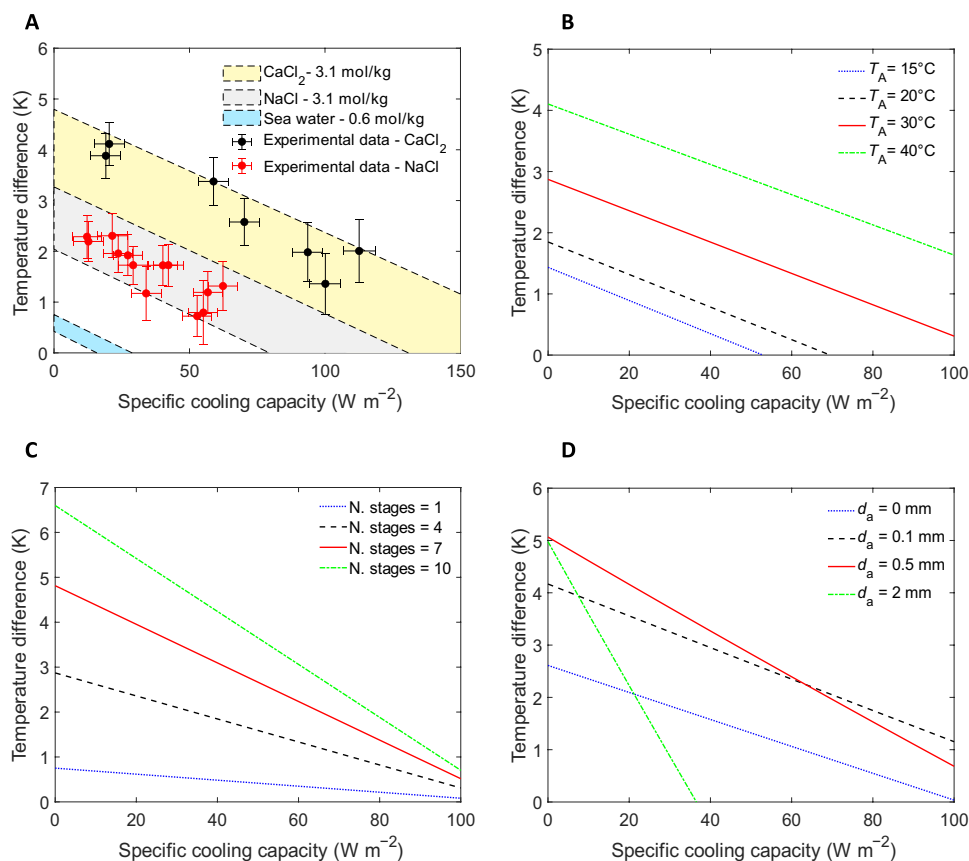 A
Temperature difference (K)
6
5
4
3
2
1
0
0
50
100
150
Specific cooling capacity (W m⁻²)
CaCl₂ - 3.1 mol/kg
NaCl - 3.1 mol/kg
Sea water - 0.6 mol/kg
Experimental data - CaCl₂
Experimental data - NaCl
B
Temperature difference (K)
5
4
3
2
1
0
0
20
40
60
80
100
Specific cooling capacity (W m⁻²)
T_A = 15°C
T_A = 20°C
T_A = 30°C
T_A = 40°C
C
Temperature difference (K)
7
6
5
4
3
2
1
0
0
20
40
60
80
100
Specific cooling capacity (W m⁻²)
N. stages = 1
N. stages = 4
N. stages = 7
N. stages = 10
D
Temperature difference (K)
6
5
4
3
2
1
0
0
20
40
60
80
100
Specific cooling capacity (W m⁻²)
dₐ = 0 mm
dₐ = 0.1 mm
dₐ = 0.5 mm
dₐ = 2 mm